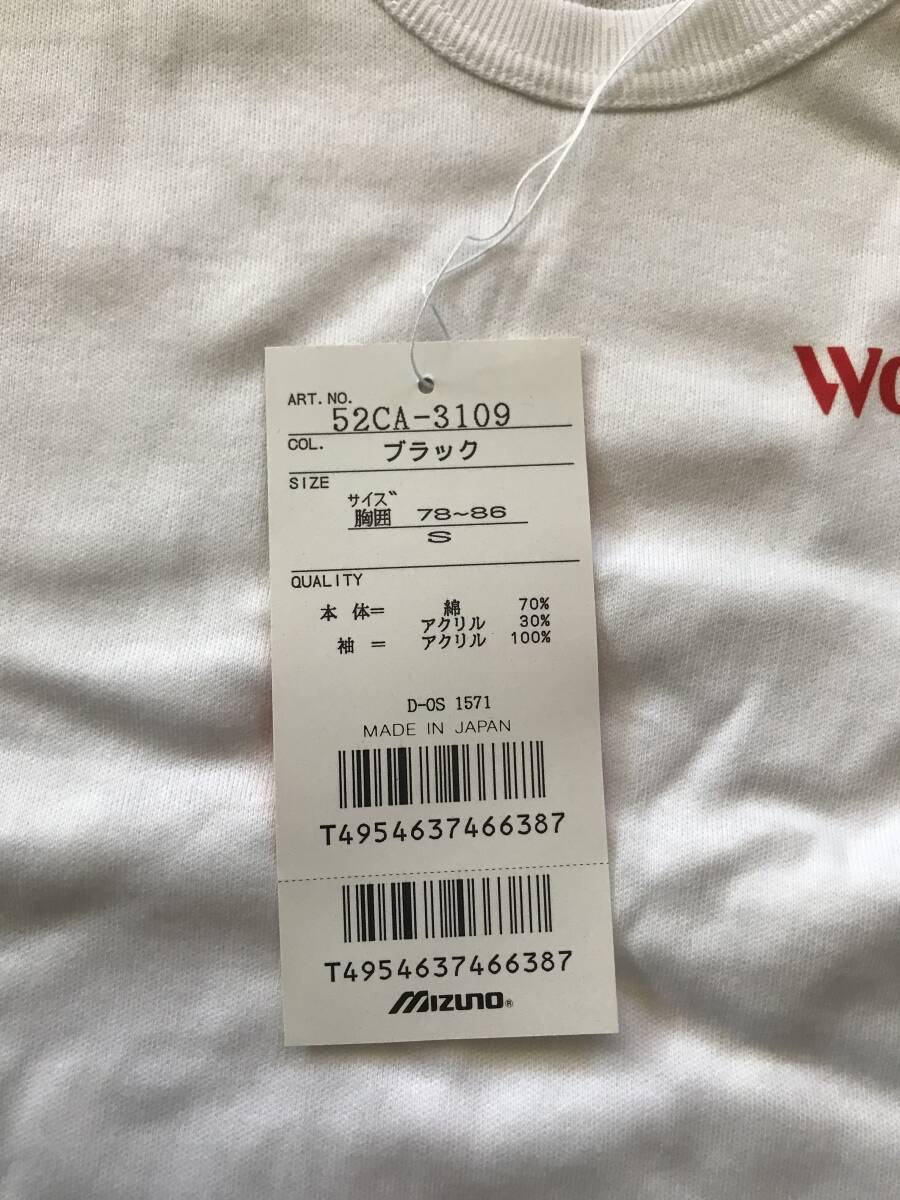 ART. NO.
52CA-3109
COL.
ブラック
SIZE
サイズ
胸囲 78~86
S
QUALITY
本 体= 綿 70%
アクリル 30%
袖 = アクリル 100%
D-OS 1571
MADE IN JAPAN
T4954637466387
T4954637466387
MIZUNO®